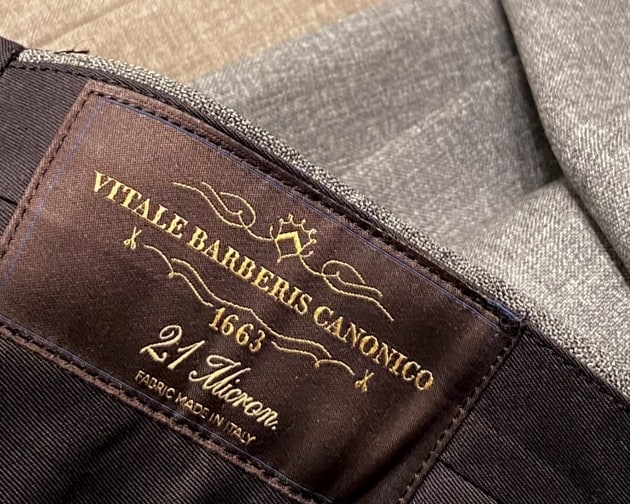 VITALE BARBERIS CANONICO
1663
21 Micron.
FABRIC MADE IN ITALY